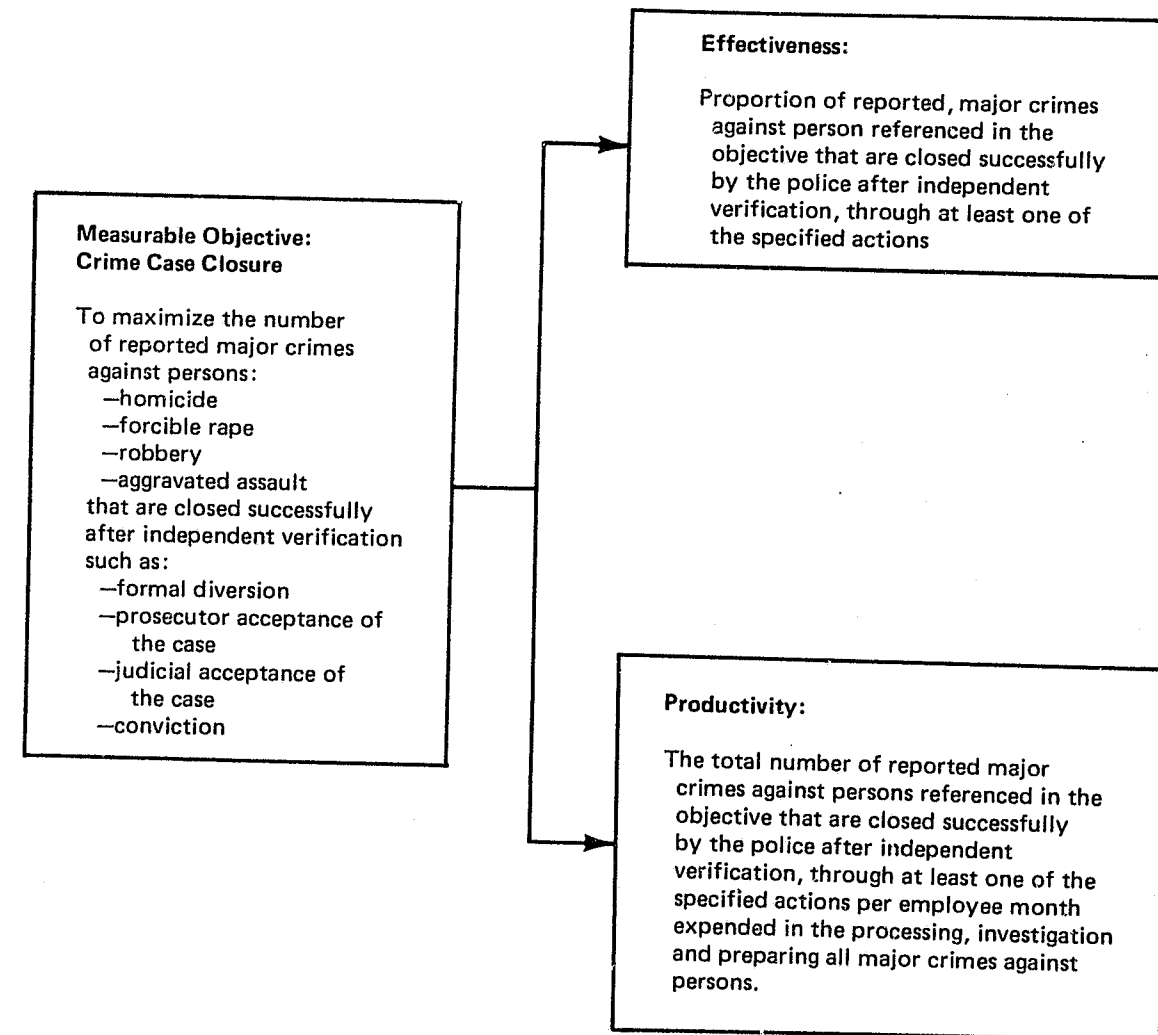 Measurable Objective:
Crime Case Closure
To maximize the number
of reported major crimes
against persons:
—homicide
—forcible rape
—robbery
—aggravated assault
that are closed successfully
after independent verification
such as:
—formal diversion
—prosecutor acceptance of
the case
—judicial acceptance of
the case
—conviction
Effectiveness:
Proportion of reported, major crimes
against person referenced in the
objective that are closed successfully
by the police after independent
verification, through at least one of
the specified actions
Productivity:
The total number of reported major
crimes against persons referenced in the
objective that are closed successfully
by the police after independent
verification, through at least one of the
specified actions per employee month
expended in the processing, investigation
and preparing all major crimes against
persons.